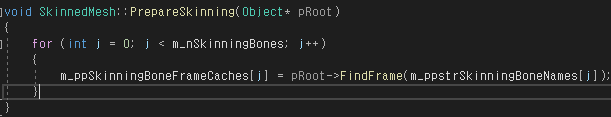 void SkinnedMesh::PrepareSkinning(Object* pRoot)
{
    for (int j = 0; j < m_nSkinningBones; j++)
    {
        m_ppSkinningBoneFrameCaches[j] = pRoot->FindFrame(m_ppstrSkinningBoneNames[j]);
    }
}